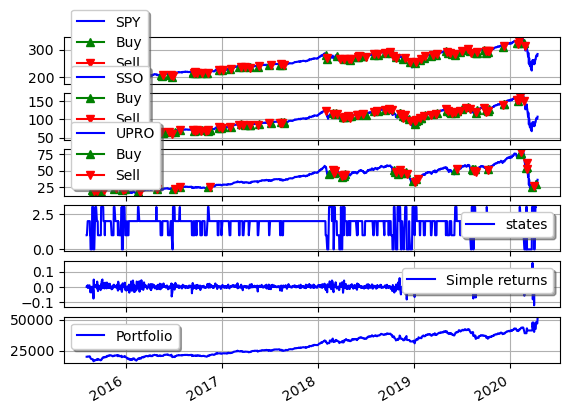 SPY
Buy
Sell
300
200
SSO
Buy
Sell
150
100
50
UPRO
Buy
Sell
75
50
25
2.5
0.0
states
0.1
0.0
−0.1
Simple returns
50000
25000
Portfolio
2016
2017
2018
2019
2020